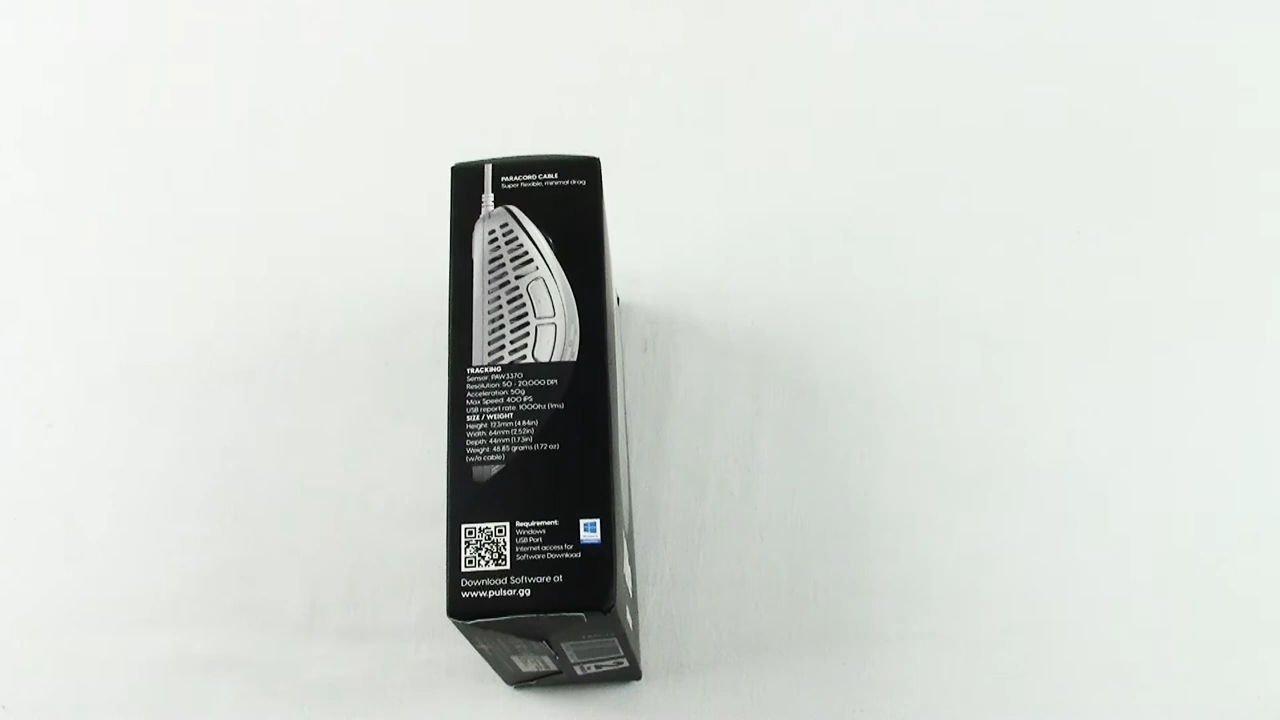 PARACORD CABLE
Super flexible, minimal drag
TRACKING
Sensor: PAW3370
Resolution: 50 - 20,000 DPI
Acceleration: 50g
Max Speed: 400 IPS
USB report rate: 1000hz (1ms)
SIZE / WEIGHT
Height: 123mm (4.84in)
Width: 64mm (2.52in)
Depth: 44mm (1.73in)
Weight: 48.85 grams (1.72 oz)
(w/o cable)
Requirement:
Windows
USB Port
Internet access for
Software Download
Download Software at
www.pulsar.gg